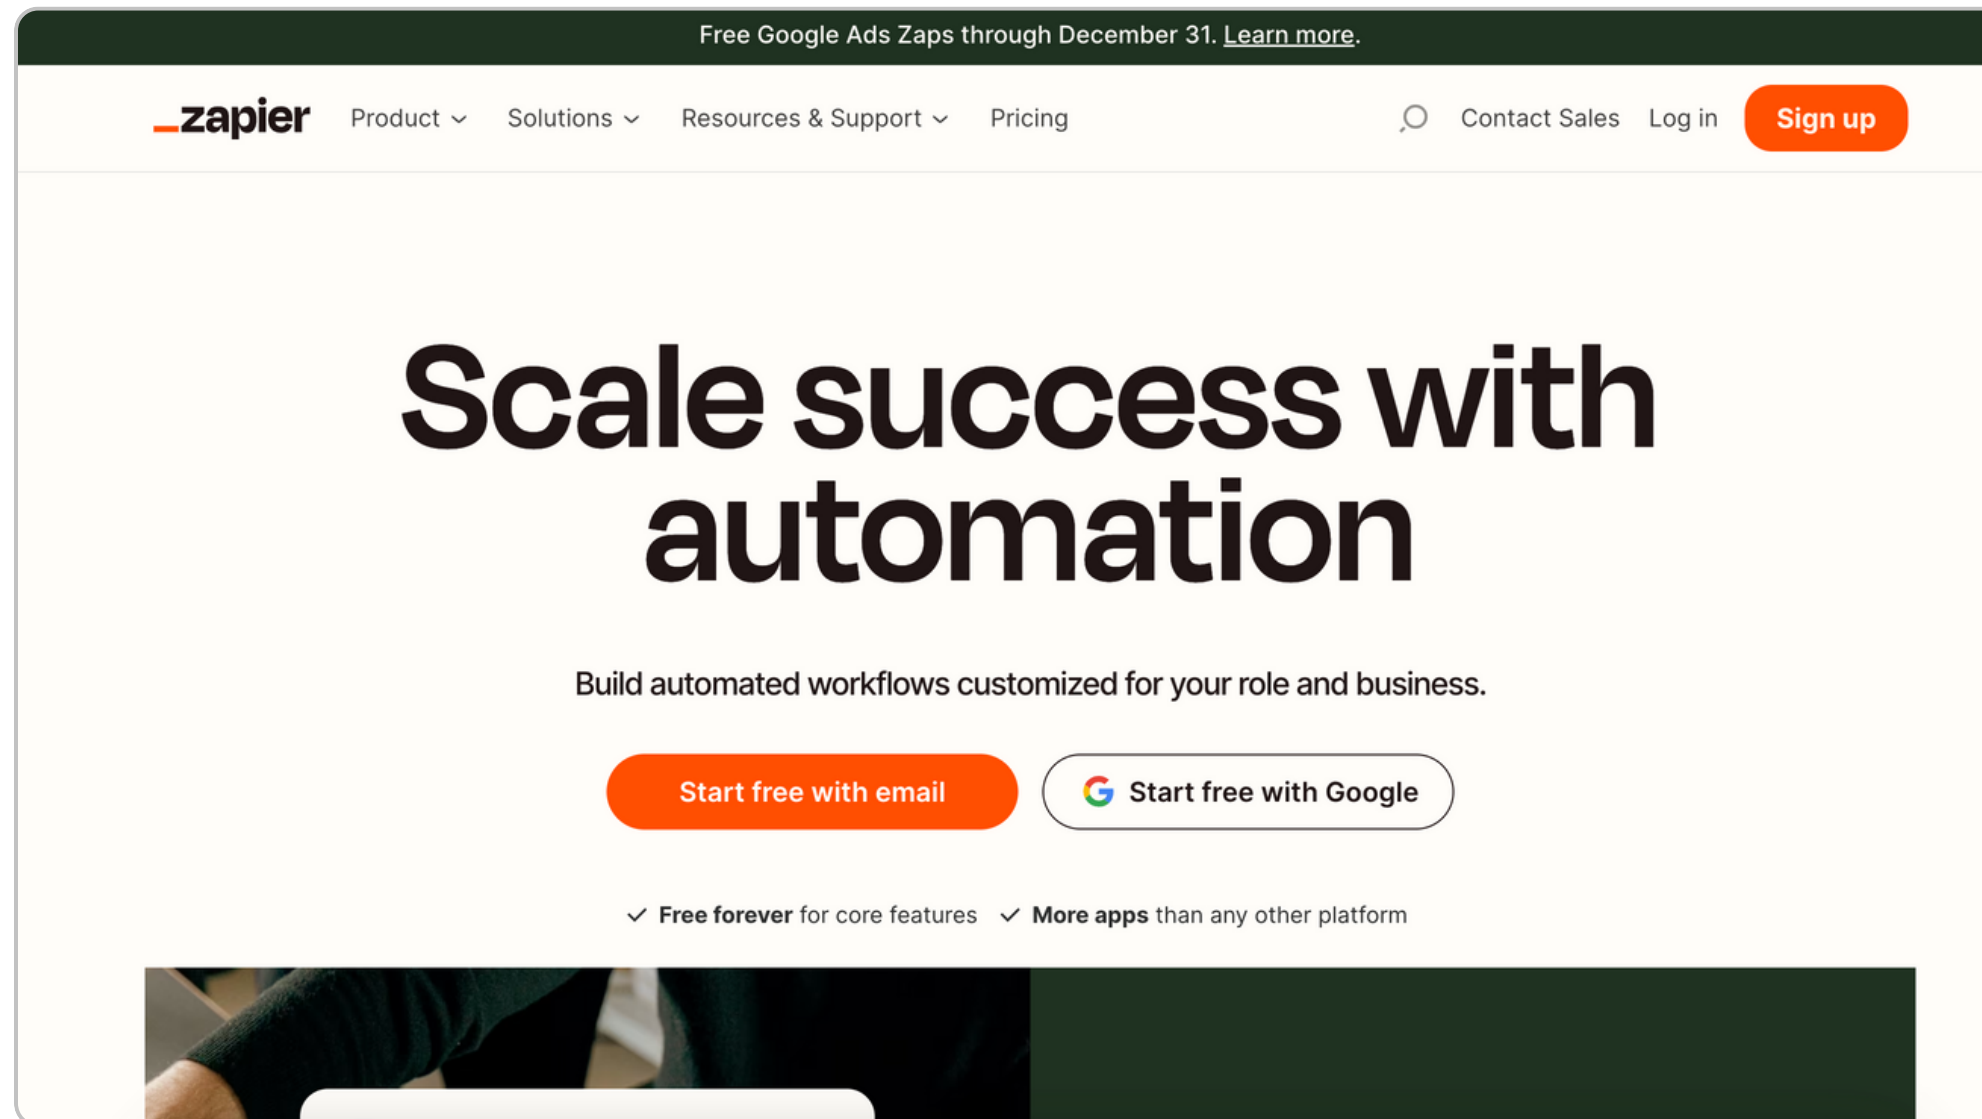 Free Google Ads Zaps through December 31. Learn more.
_zapier Product Solutions Resources & Support Pricing Contact Sales Log in Sign up
Scale success with
automation
Build automated workflows customized for your role and business.
Start free with email Start free with Google
Free forever for core features More apps than any other platform